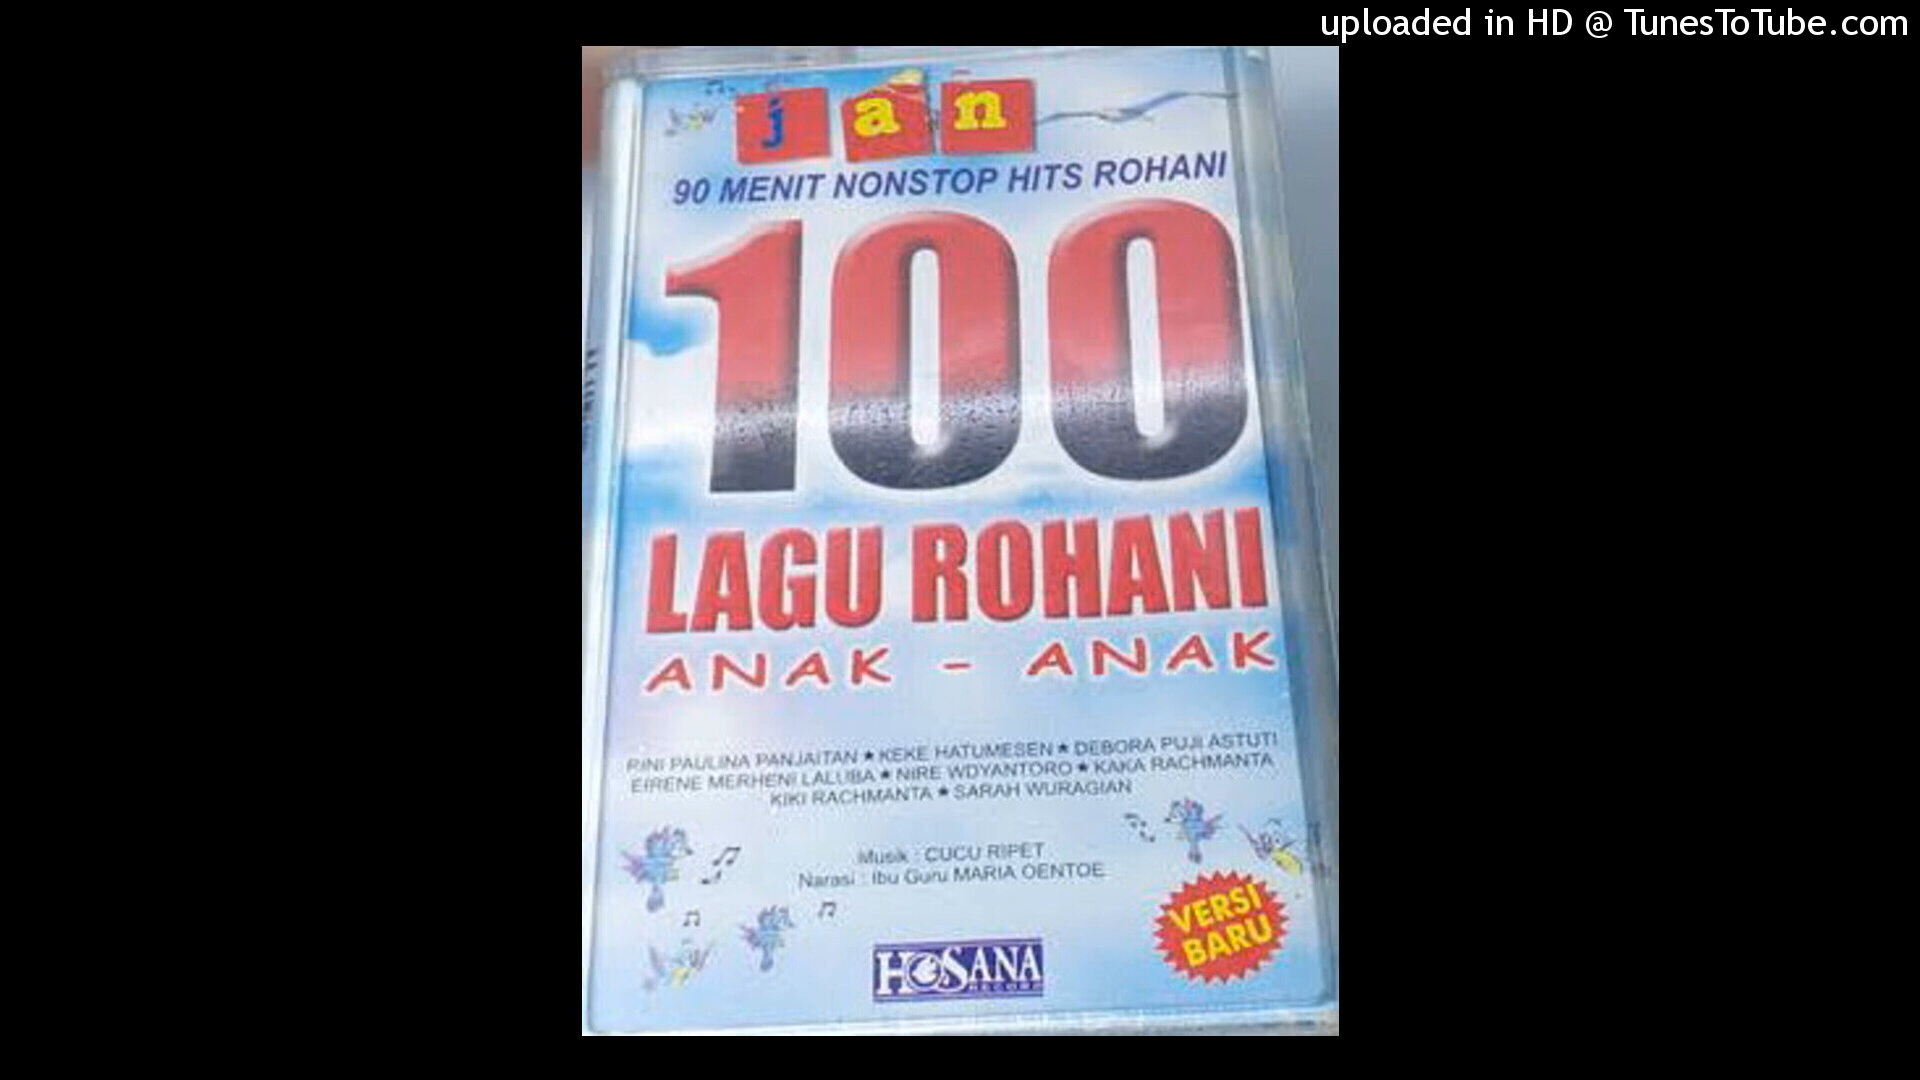 uploaded in HD @ TunesToTube.com
jan
90 MENIT NONSTOP HITS ROHANI
100
LAGU ROHANI
ANAK - ANAK
RINI PAULINA PANJAITAN ★ KEKE HATUMESEN ★ DEBORA PUJI ASTUTI
EIRENE MERHENI LALUBA ★ NIRE WDYANTORO ★ KAKA RACHMANTA
KIKI RACHMANTA ★ SARAH WURAGIAN
Musik : CUCU RIPET
Narasi : Ibu Guru MARIA OENTOE
VERSI
BARU
HOSANA
RECORD